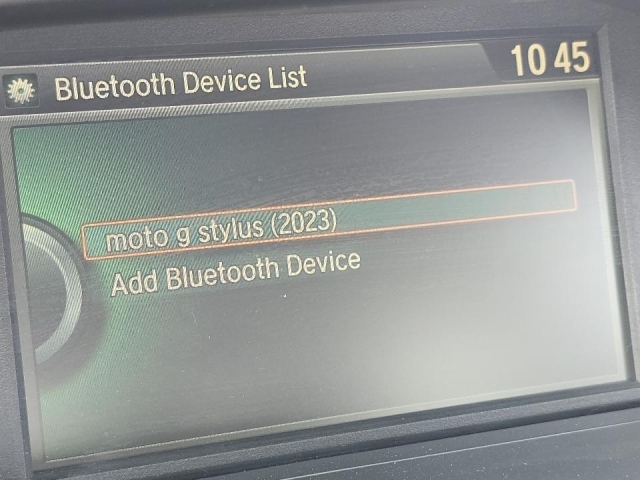 Bluetooth Device List
10 45
moto g stylus (2023)
Add Bluetooth Device